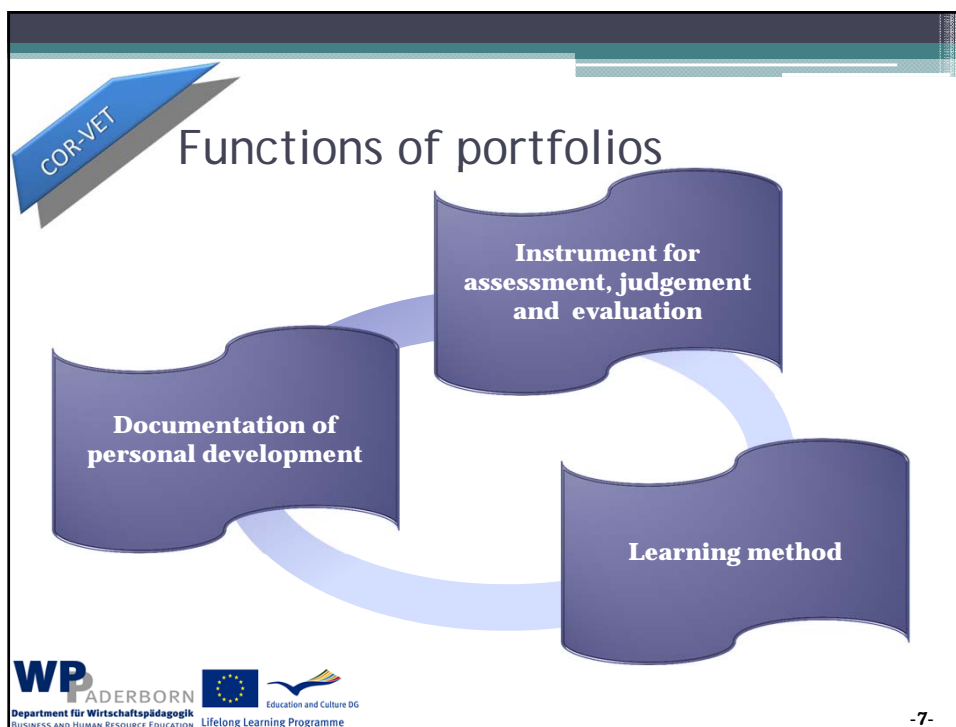 COR-VET
Functions of portfolios
Instrument for
assessment, judgement
and evaluation
Documentation of
personal development
Learning method
WP
PADERBORN
Department für Wirtschaftspädagogik
BUSINESS AND HUMAN RESOURCE EDUCATION
Education and Culture DG
Lifelong Learning Programme
-7-